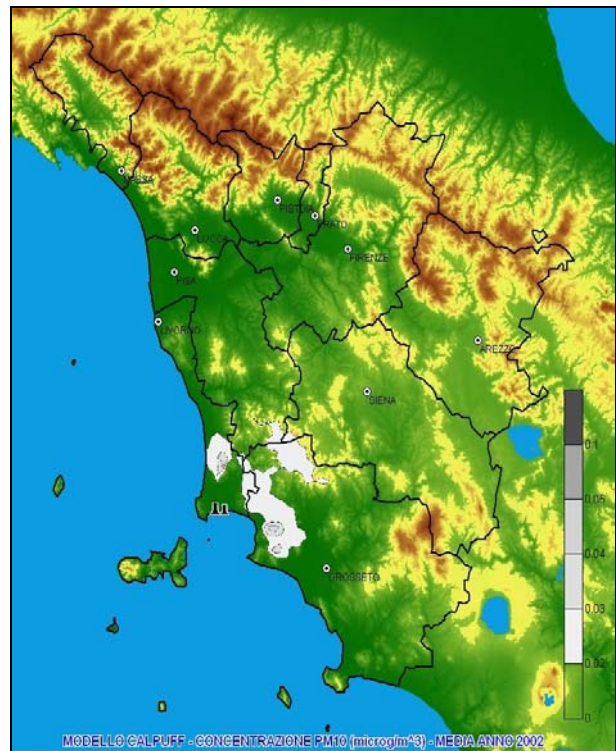 MASSA
PISTOIA
PRATO
LUCCA
FIRENZE
PISA
LIVORNO
AREZZO
SIENA
0.1
0.05
0.04
0.03
0.02
0
GROSSETO
MODELLO CALPUFF - CONCENTRAZIONE PM10 (microg/m^3) - MEDIA ANNO 2002